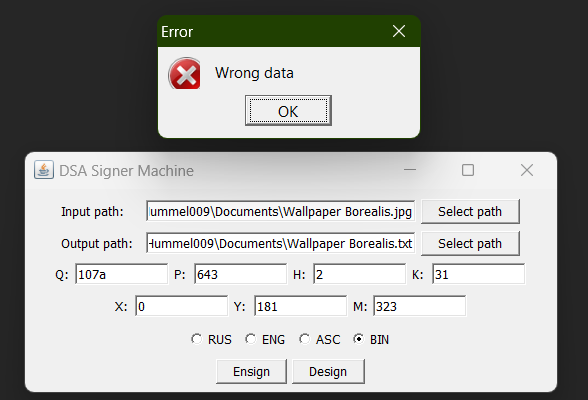 Error
Wrong data
OK
DSA Signer Machine
Input path: Hummel009\Documents\Wallpaper Borealis.jpg Select path
Output path: Hummel009\Documents\Wallpaper Borealis.txt Select path
Q: 107a P: 643 H: 2 K: 31
X: 0 Y: 181 M: 323
RUS ENG ASC BIN
Ensign Design